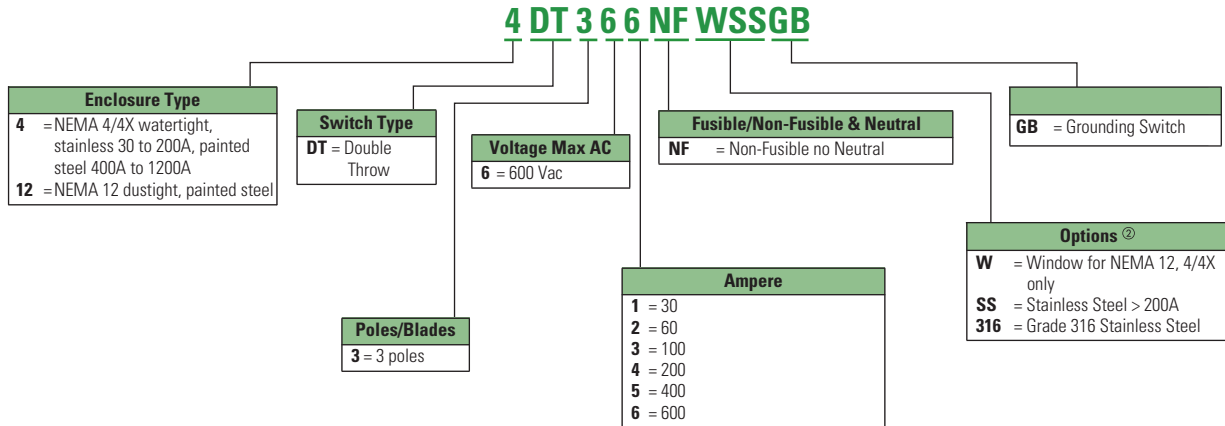 4 DT 3 6 6 NF WSSGB
Enclosure Type
4 = NEMA 4/4X watertight,
stainless 30 to 200A, painted
steel 400A to 1200A
12 = NEMA 12 dustight, painted steel
Switch Type
DT = Double
Throw
Poles/Blades
3 = 3 poles
Voltage Max AC
6 = 600 Vac
Ampere
1 = 30
2 = 60
3 = 100
4 = 200
5 = 400
6 = 600
Fusible/Non-Fusible & Neutral
NF = Non-Fusible no Neutral
Options ②
W = Window for NEMA 12, 4/4X
only
SS = Stainless Steel > 200A
316 = Grade 316 Stainless Steel
GB = Grounding Switch